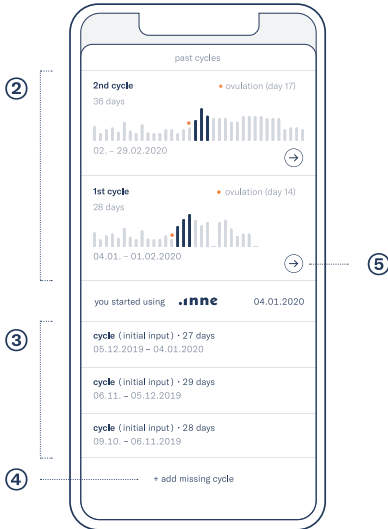 past cycles
②
2nd cycle • ovulation (day 17)
36 days
02. – 29.02.2020
1st cycle • ovulation (day 14)
28 days
04.01. – 01.02.2020
⑤
you started using .ınne 04.01.2020
③
cycle (initial input) · 27 days
05.12.2019 – 04.01.2020
cycle (initial input) · 29 days
06.11. – 05.12.2019
cycle (initial input) · 28 days
09.10. – 06.11.2019
④
+ add missing cycle